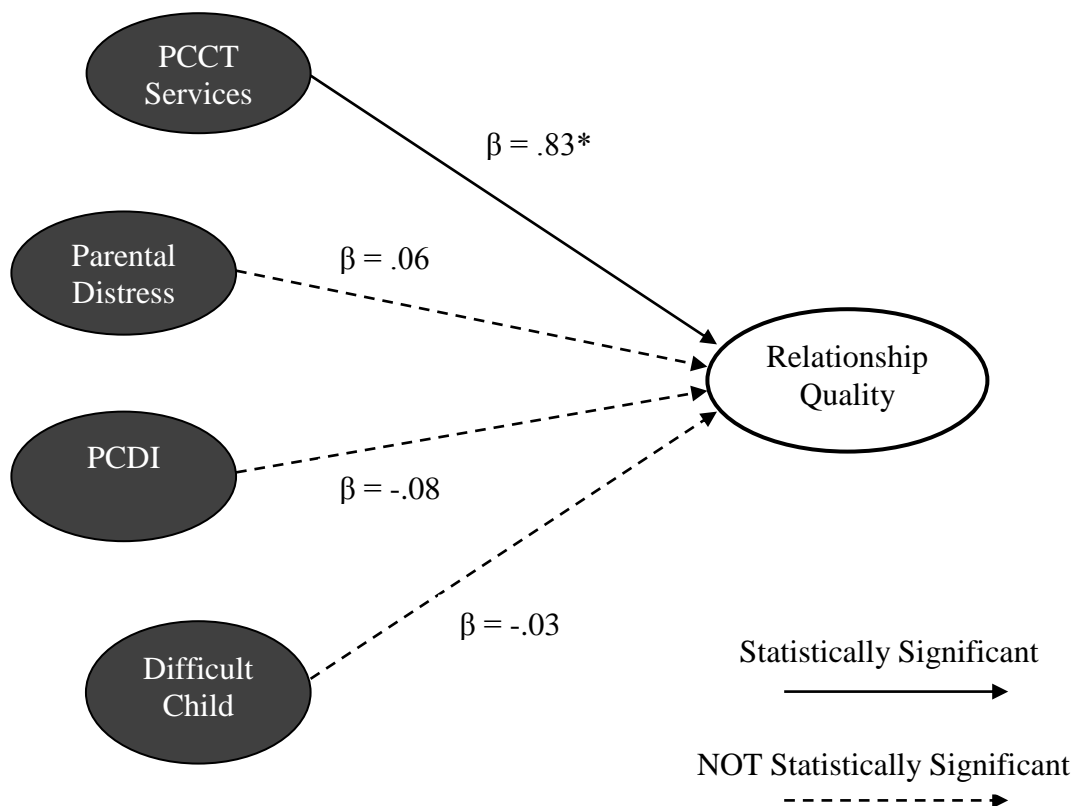 PCCT
Services
β = .83*
Parental
Distress
β = .06
Relationship
Quality
PCDI
β = -.08
Difficult
Child
β = -.03
Statistically Significant
NOT Statistically Significant